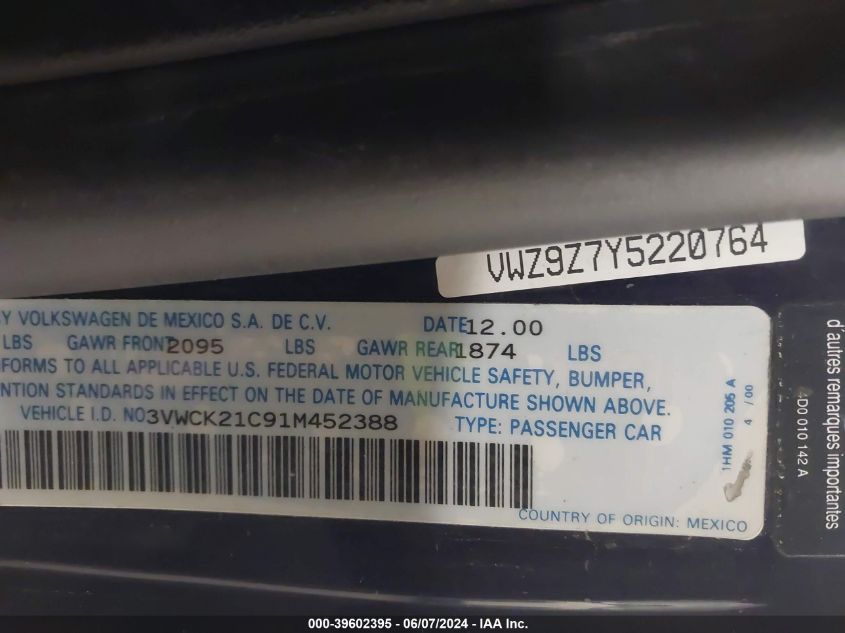 VWZ9Z7Y5220764
Y VOLKSWAGEN DE MEXICO S.A. DE C.V. DATE 12.00
LBS GAWR FRONT 2095 LBS GAWR REAR 1874 LBS
FORMS TO ALL APPLICABLE U.S. FEDERAL MOTOR VEHICLE SAFETY, BUMPER,
NTION STANDARDS IN EFFECT ON THE DATE OF MANUFACTURE SHOWN ABOVE.
VEHICLE I.D. NO 3VWCK21C91M452388 TYPE: PASSENGER CAR
COUNTRY OF ORIGIN: MEXICO
1HM 010 205 A
4 / 00
d'autres remarques importantes
4D0 010 142 A
000-39602395 - 06/07/2024 - IAA Inc.